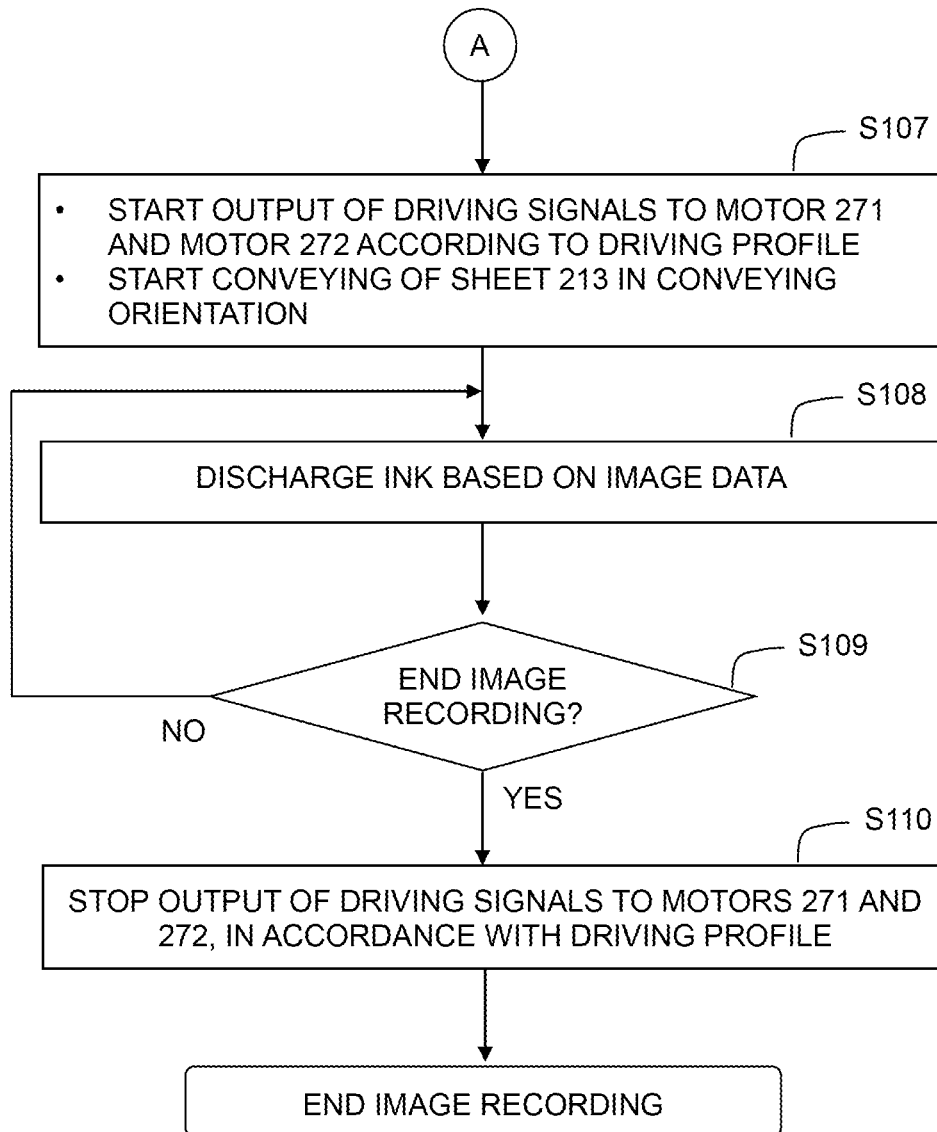 A
S107
• START OUTPUT OF DRIVING SIGNALS TO MOTOR 271
AND MOTOR 272 ACCORDING TO DRIVING PROFILE
• START CONVEYING OF SHEET 213 IN CONVEYING
ORIENTATION
S108
DISCHARGE INK BASED ON IMAGE DATA
S109
END IMAGE
RECORDING?
NO
YES
S110
STOP OUTPUT OF DRIVING SIGNALS TO MOTORS 271 AND
272, IN ACCORDANCE WITH DRIVING PROFILE
END IMAGE RECORDING